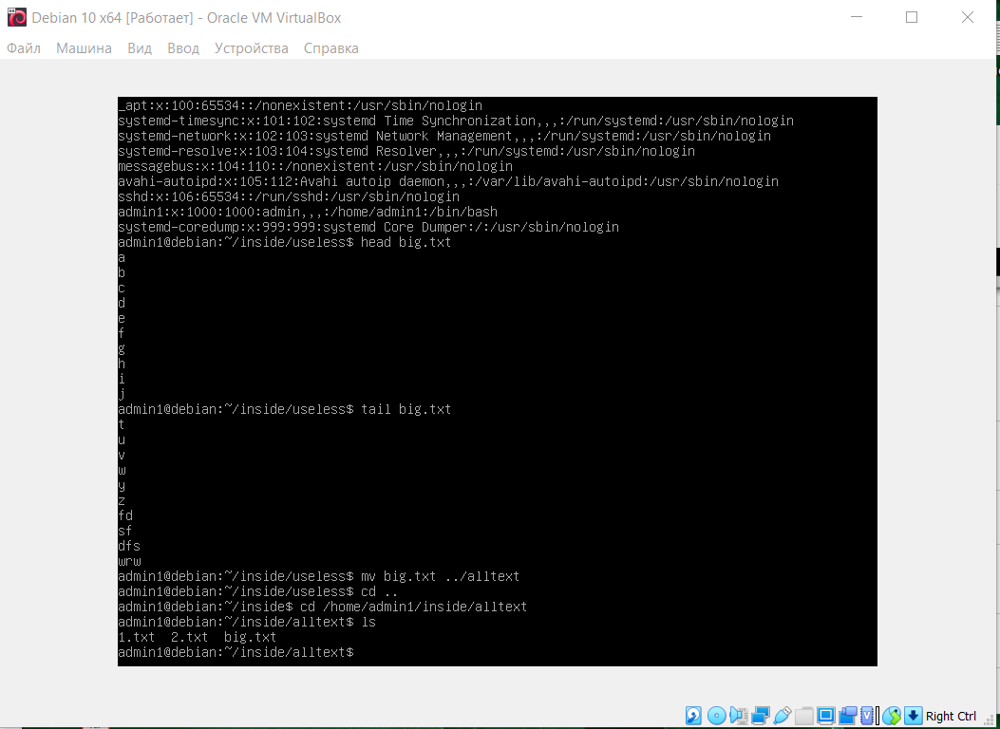 Debian 10 x64 [Работает] - Oracle VM VirtualBox
Файл Машина Вид Ввод Устройства Справка
_apt:x:100:65534::/nonexistent:/usr/sbin/nologin
systemd-timesync:x:101:102:systemd Time Synchronization,,,:/run/systemd:/usr/sbin/nologin
systemd-network:x:102:103:systemd Network Management,,,:/run/systemd:/usr/sbin/nologin
systemd-resolve:x:103:104:systemd Resolver,,,:/run/systemd:/usr/sbin/nologin
messagebus:x:104:110::/nonexistent:/usr/sbin/nologin
avahi-autoipd:x:105:112:Avahi autoip daemon,,,:/var/lib/avahi-autoipd:/usr/sbin/nologin
sshd:x:106:65534::/run/sshd:/usr/sbin/nologin
admin1:x:1000:1000:admin,,,:/home/admin1:/bin/bash
systemd-coredump:x:999:999:systemd Core Dumper:/:/usr/sbin/nologin
admin1@debian:~/inside/useless$ head big.txt
a
b
c
d
e
f
g
h
i
j
admin1@debian:~/inside/useless$ tail big.txt
t
u
v
w
y
z
fd
sf
dfs
wrw
admin1@debian:~/inside/useless$ mv big.txt ../alltext
admin1@debian:~/inside/useless$ cd ..
admin1@debian:~/inside$ cd /home/admin1/inside/alltext
admin1@debian:~/inside/alltext$ ls
1.txt 2.txt big.txt
admin1@debian:~/inside/alltext$
Right Ctrl